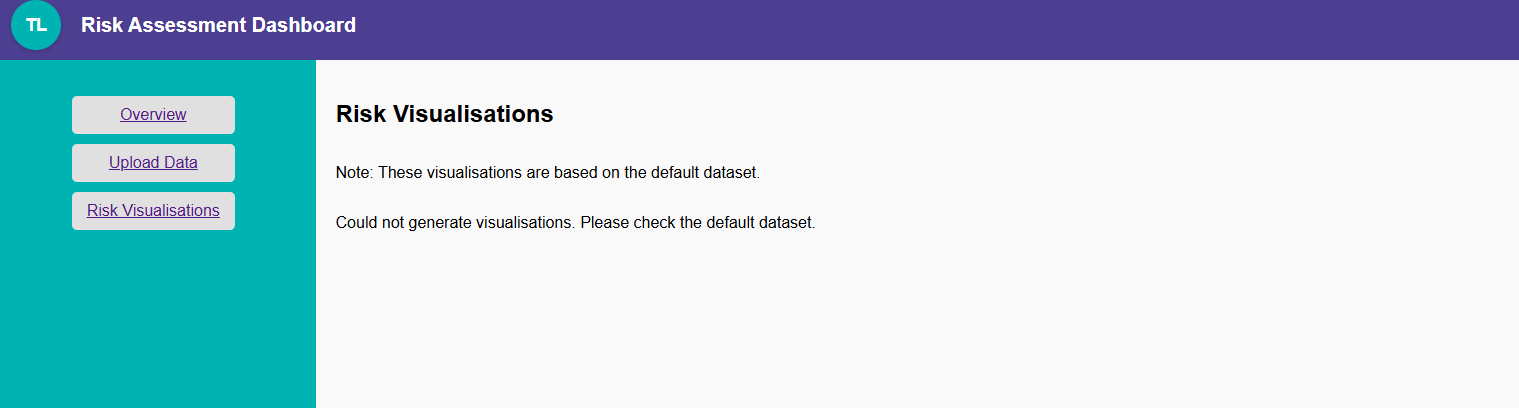 TL
Risk Assessment Dashboard
Overview
Upload Data
Risk Visualisations
Risk Visualisations
Note: These visualisations are based on the default dataset.
Could not generate visualisations. Please check the default dataset.